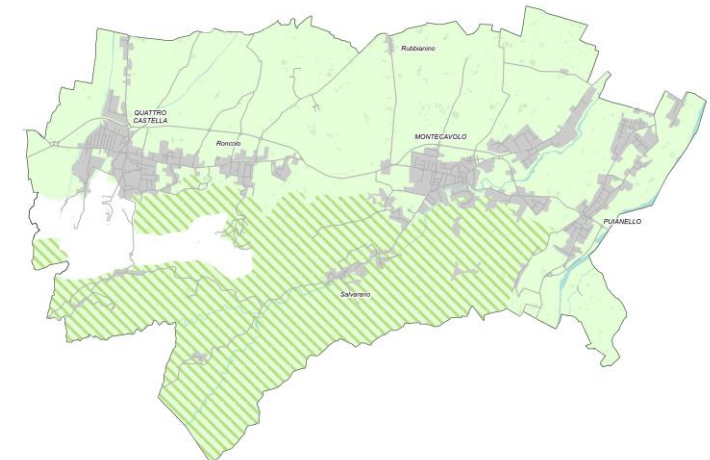 Rubbianino
QUATTRO
CASTELLA
Roncolo
MONTECAVOLO
PUIANELLO
Salvarano